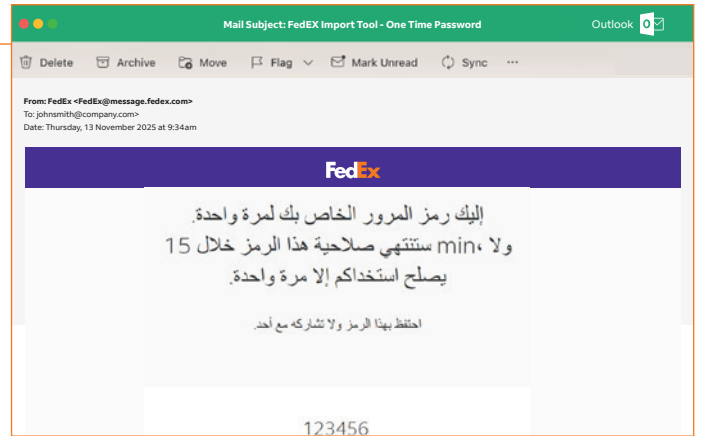 Mail Subject: FedEX Import Tool - One Time Password
Outlook
Delete Archive Move Flag Mark Unread Sync ...
From: FedEx <FedEx@message.fedex.com>
To: johnsmith@company.com>
Date: Thursday, 13 November 2025 at 9:34am
FedEx
إليك رمز المرور الخاص بك لمرة واحدة.
ولا ،min ستنتهي صلاحية هذا الرمز خلال 15
يصلح استخداكم إلا مرة واحدة.
احتفظ بهذا الرمز ولا تشاركه مع أحد.
123456